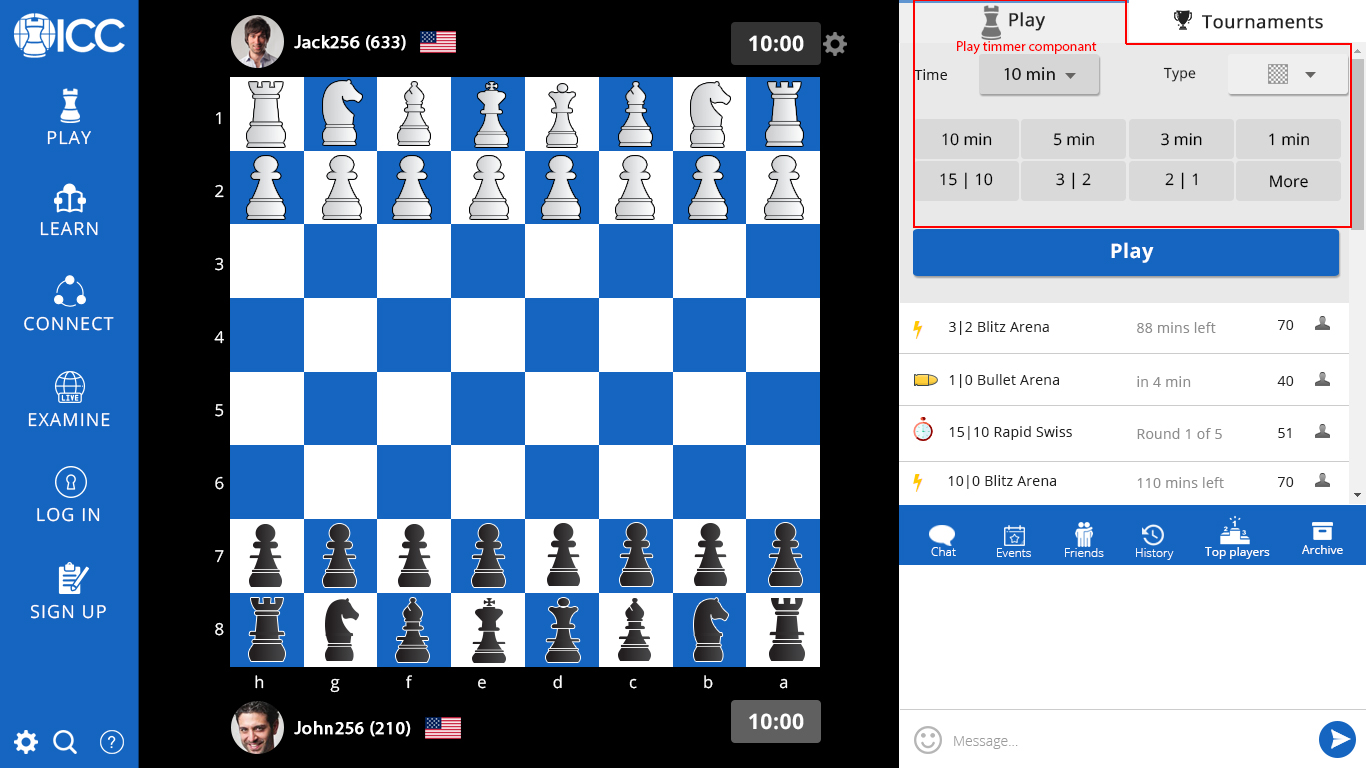 ICC
PLAY
LEARN
CONNECT
LIVE
EXAMINE
LOG IN
SIGN UP
?
Jack256 (633)
10:00
1
2
3
4
5
6
7
8
h g f e d c b a
John256 (210)
10:00
Play
Tournaments
Play timmer componant
Time
10 min
Type
10 min
5 min
3 min
1 min
15 | 10
3 | 2
2 | 1
More
Play
3|2 Blitz Arena 88 mins left 70
1|0 Bullet Arena in 4 min 40
15|10 Rapid Swiss Round 1 of 5 51
10|0 Blitz Arena 110 mins left 70
Chat
Events
Friends
History
1
2 3
Top players
Archive
Message...